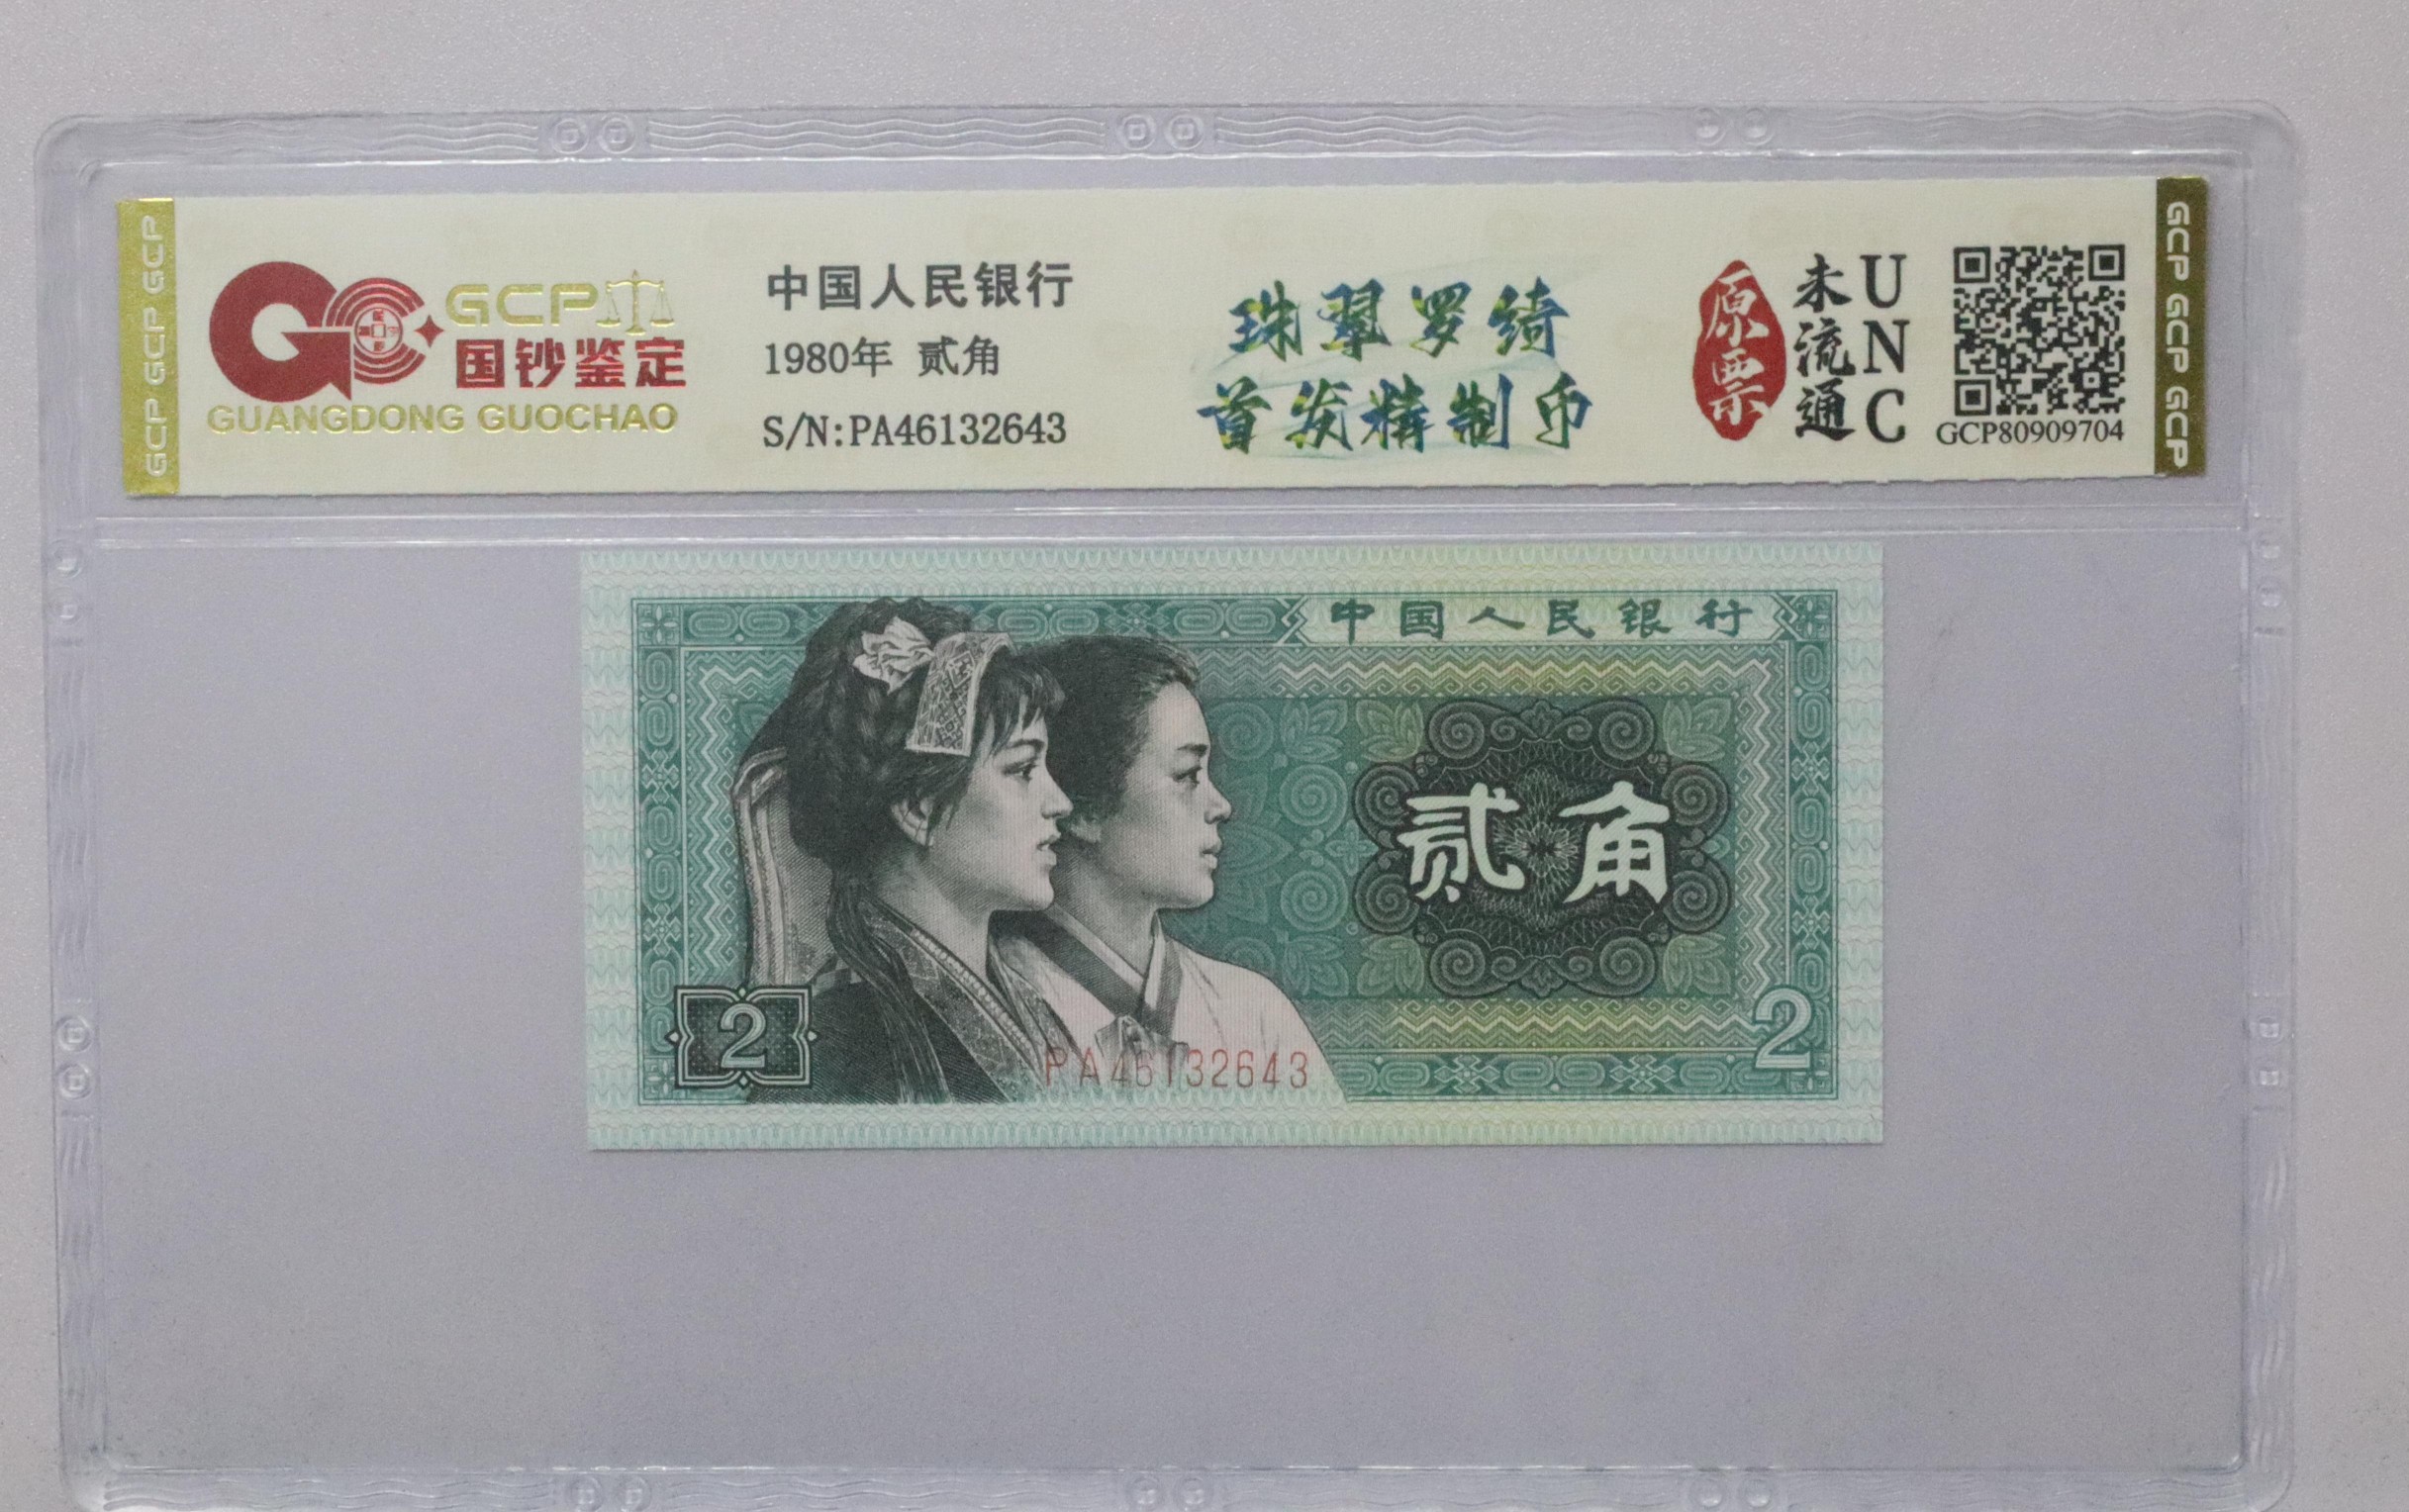 GCP GCP GCP
GCP
国钞鉴定
GUANGDONG GUOCHAO
中国人民银行
1980年 贰角
S/N:PA46132643
珠翠罗绮
首发精制币
原票
未流通
UNC
GCP80909704
GCP GCP GCP
中国人民银行
贰角
2
2
PA46132643